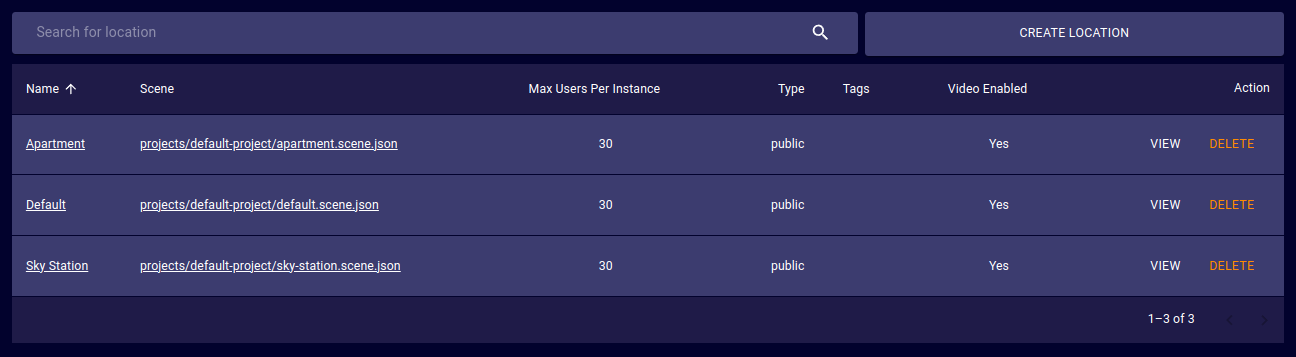 Search for location
CREATE LOCATION
Name Scene Max Users Per Instance Type Tags Video Enabled Action
Apartment projects/default-project/apartment.scene.json 30 public Yes VIEW DELETE
Default projects/default-project/default.scene.json 30 public Yes VIEW DELETE
Sky Station projects/default-project/sky-station.scene.json 30 public Yes VIEW DELETE
1–3 of 3